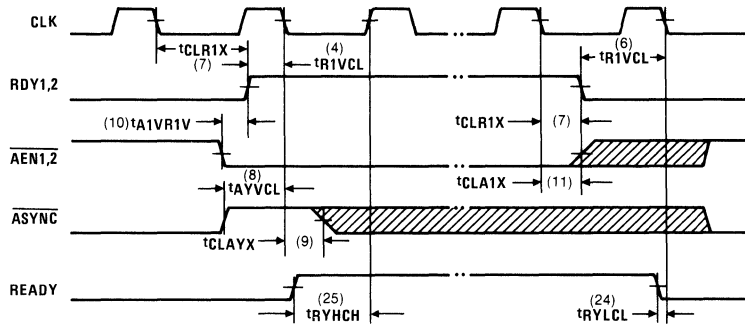 CLK
tCLR1X
(7)
(4)
tR1VCL
(6)
tR1VCL
RDY1,2
(10) tA1VR1V
tCLR1X
(7)
AEN1,2
(8)
tAYVCL
tCLA1X
(11)
ASYNC
tCLAYX
(9)
READY
(25)
tRYHCH
(24)
tRYLCL